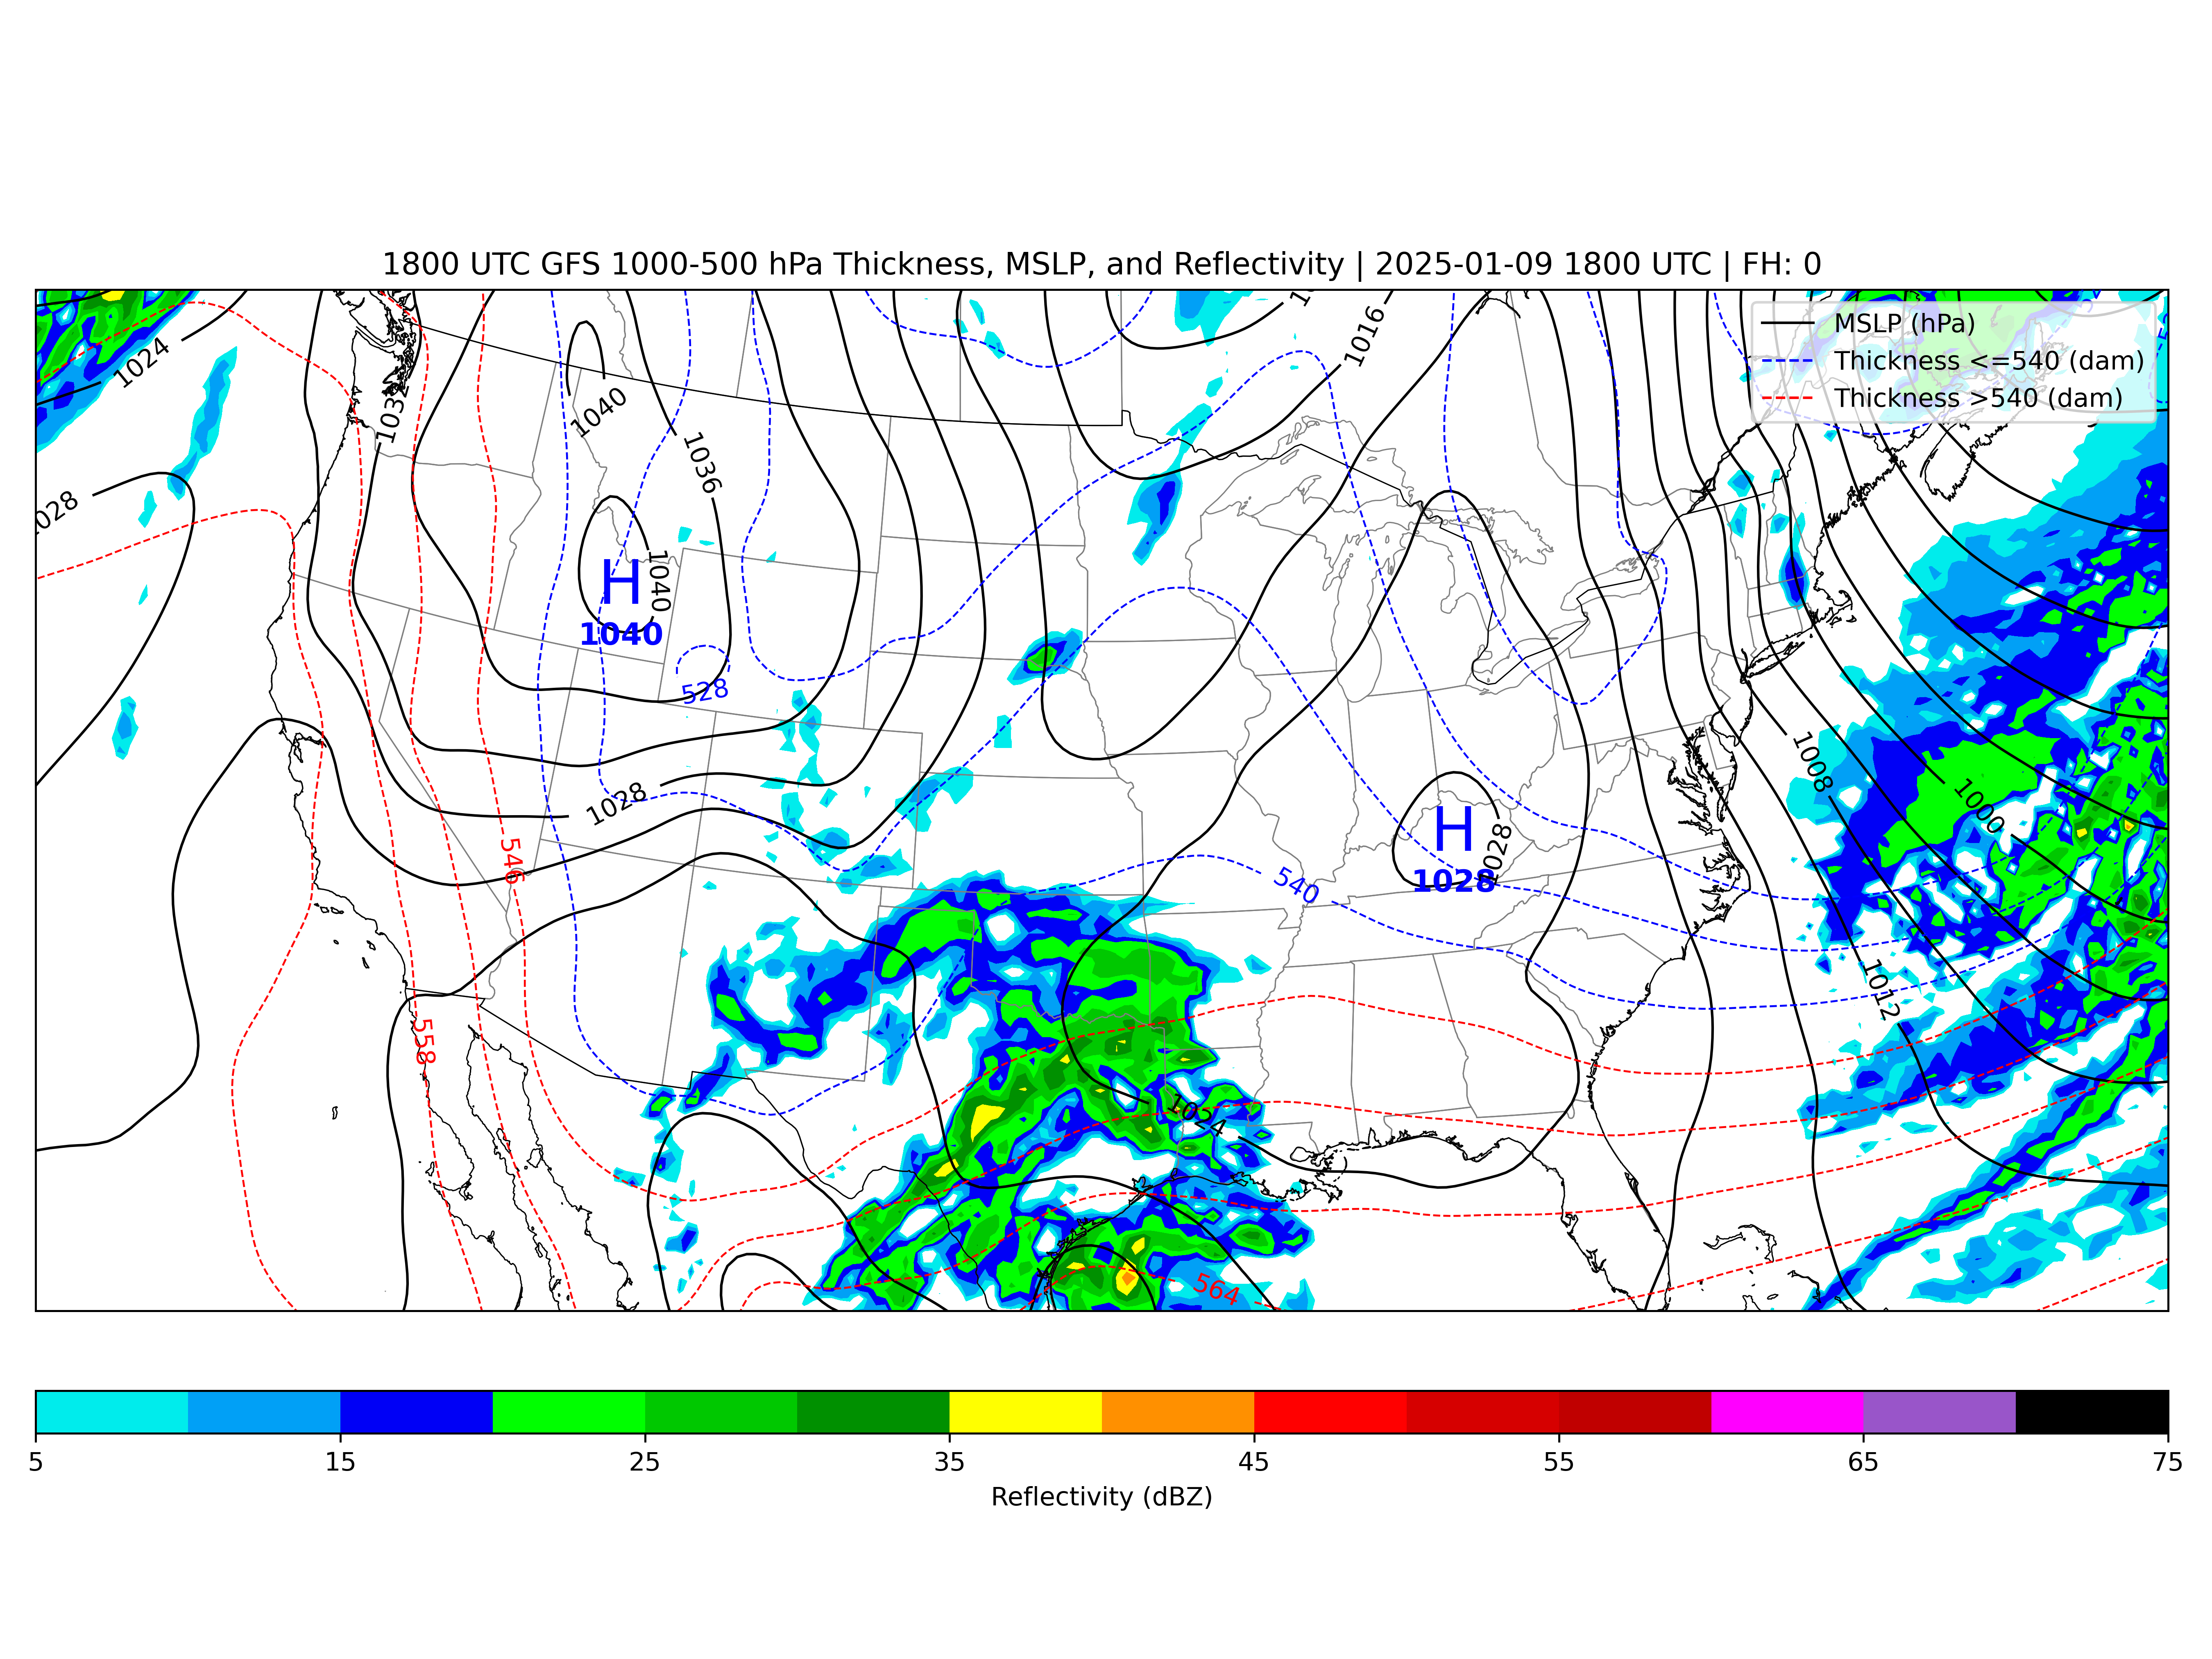 1800 UTC GFS 1000-500 hPa Thickness, MSLP, and Reflectivity | 2025-01-09 1800 UTC | FH: 0
MSLP (hPa)
Thickness <=540 (dam)
Thickness >540 (dam)
1016
1024
1032
1040
1036
1028
1040
H
1040
528
1028
1008
1000
H
1028
1028
546
540
1012
558
1024
564
5 15 25 35 45 55 65 75
Reflectivity (dBZ)